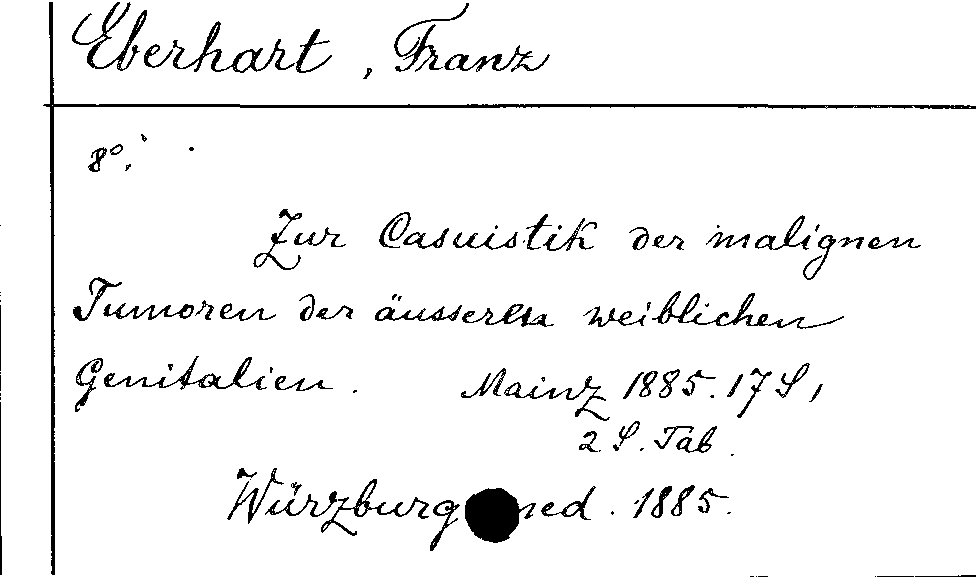 Eberhart, Franz
8°.
Zur Casuistik der malignen
Tumoren der äusseren weiblichen
Genitalien. Mainz 1885. 17 S,
2 S. Tab.
Würzburg med. 1885.